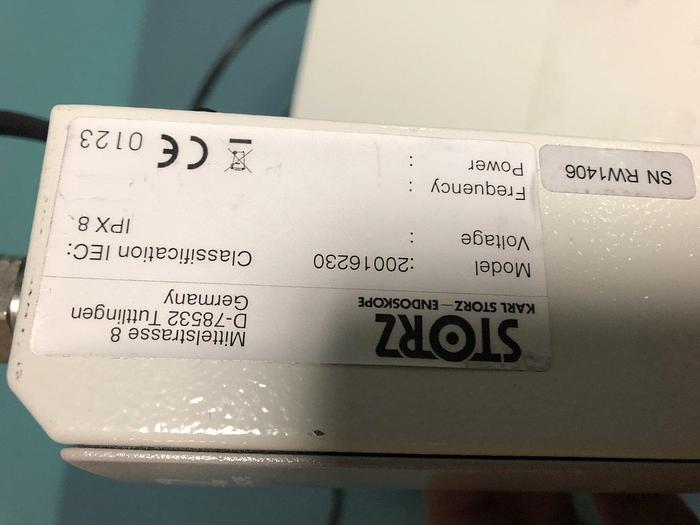 STORZ
KARL STORZ—ENDOSKOPE
Mittelstrasse 8
D-78532 Tuttlingen
Germany
Model :20016230
Voltage :
Frequency :
Power :
Classification IEC:
IPX 8
CE 0123
SN RW1406